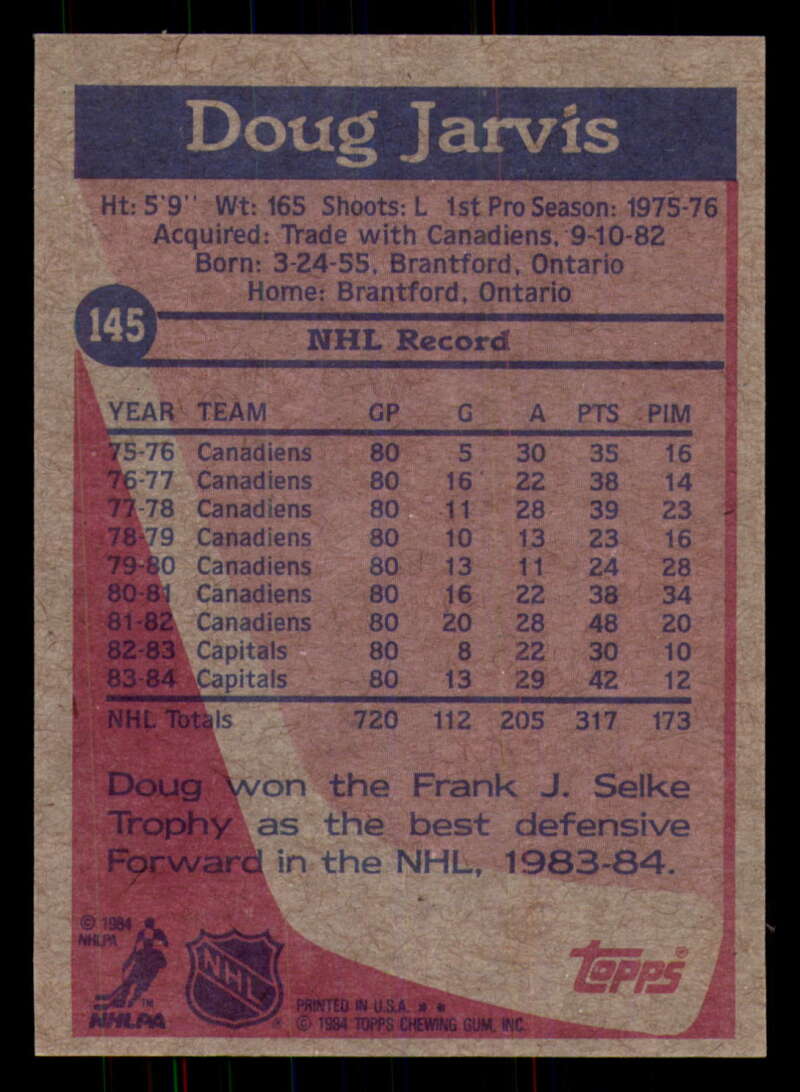 Doug Jarvis
Ht: 5'9'' Wt: 165 Shoots: L 1st Pro Season: 1975-76
Acquired: Trade with Canadiens, 9-10-82
Born: 3-24-55, Brantford, Ontario
Home: Brantford, Ontario
145
NHL Record
YEAR TEAM GP G A PTS PIM
75-76 Canadiens 80 5 30 35 16
76-77 Canadiens 80 16 22 38 14
77-78 Canadiens 80 11 28 39 23
78-79 Canadiens 80 10 13 23 16
79-80 Canadiens 80 13 11 24 28
80-81 Canadiens 80 16 22 38 34
81-82 Canadiens 80 20 28 48 20
82-83 Capitals 80 8 22 30 10
83-84 Capitals 80 13 29 42 12
NHL Totals 720 112 205 317 173
Doug won the Frank J. Selke
Trophy as the best defensive
Forward in the NHL, 1983-84.
© 1984
NHLPA
NHLPA ™
NHL ®
TOPPS ®
PRINTED IN U.S.A. * *
© 1984 TOPPS CHEWING GUM, INC.